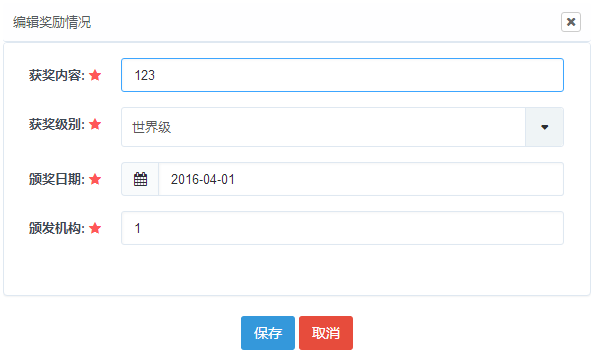 编辑奖励情况
获奖内容: 123
获奖级别: 世界级
颁奖日期: 2016-04-01
颁发机构: 1
保存 取消